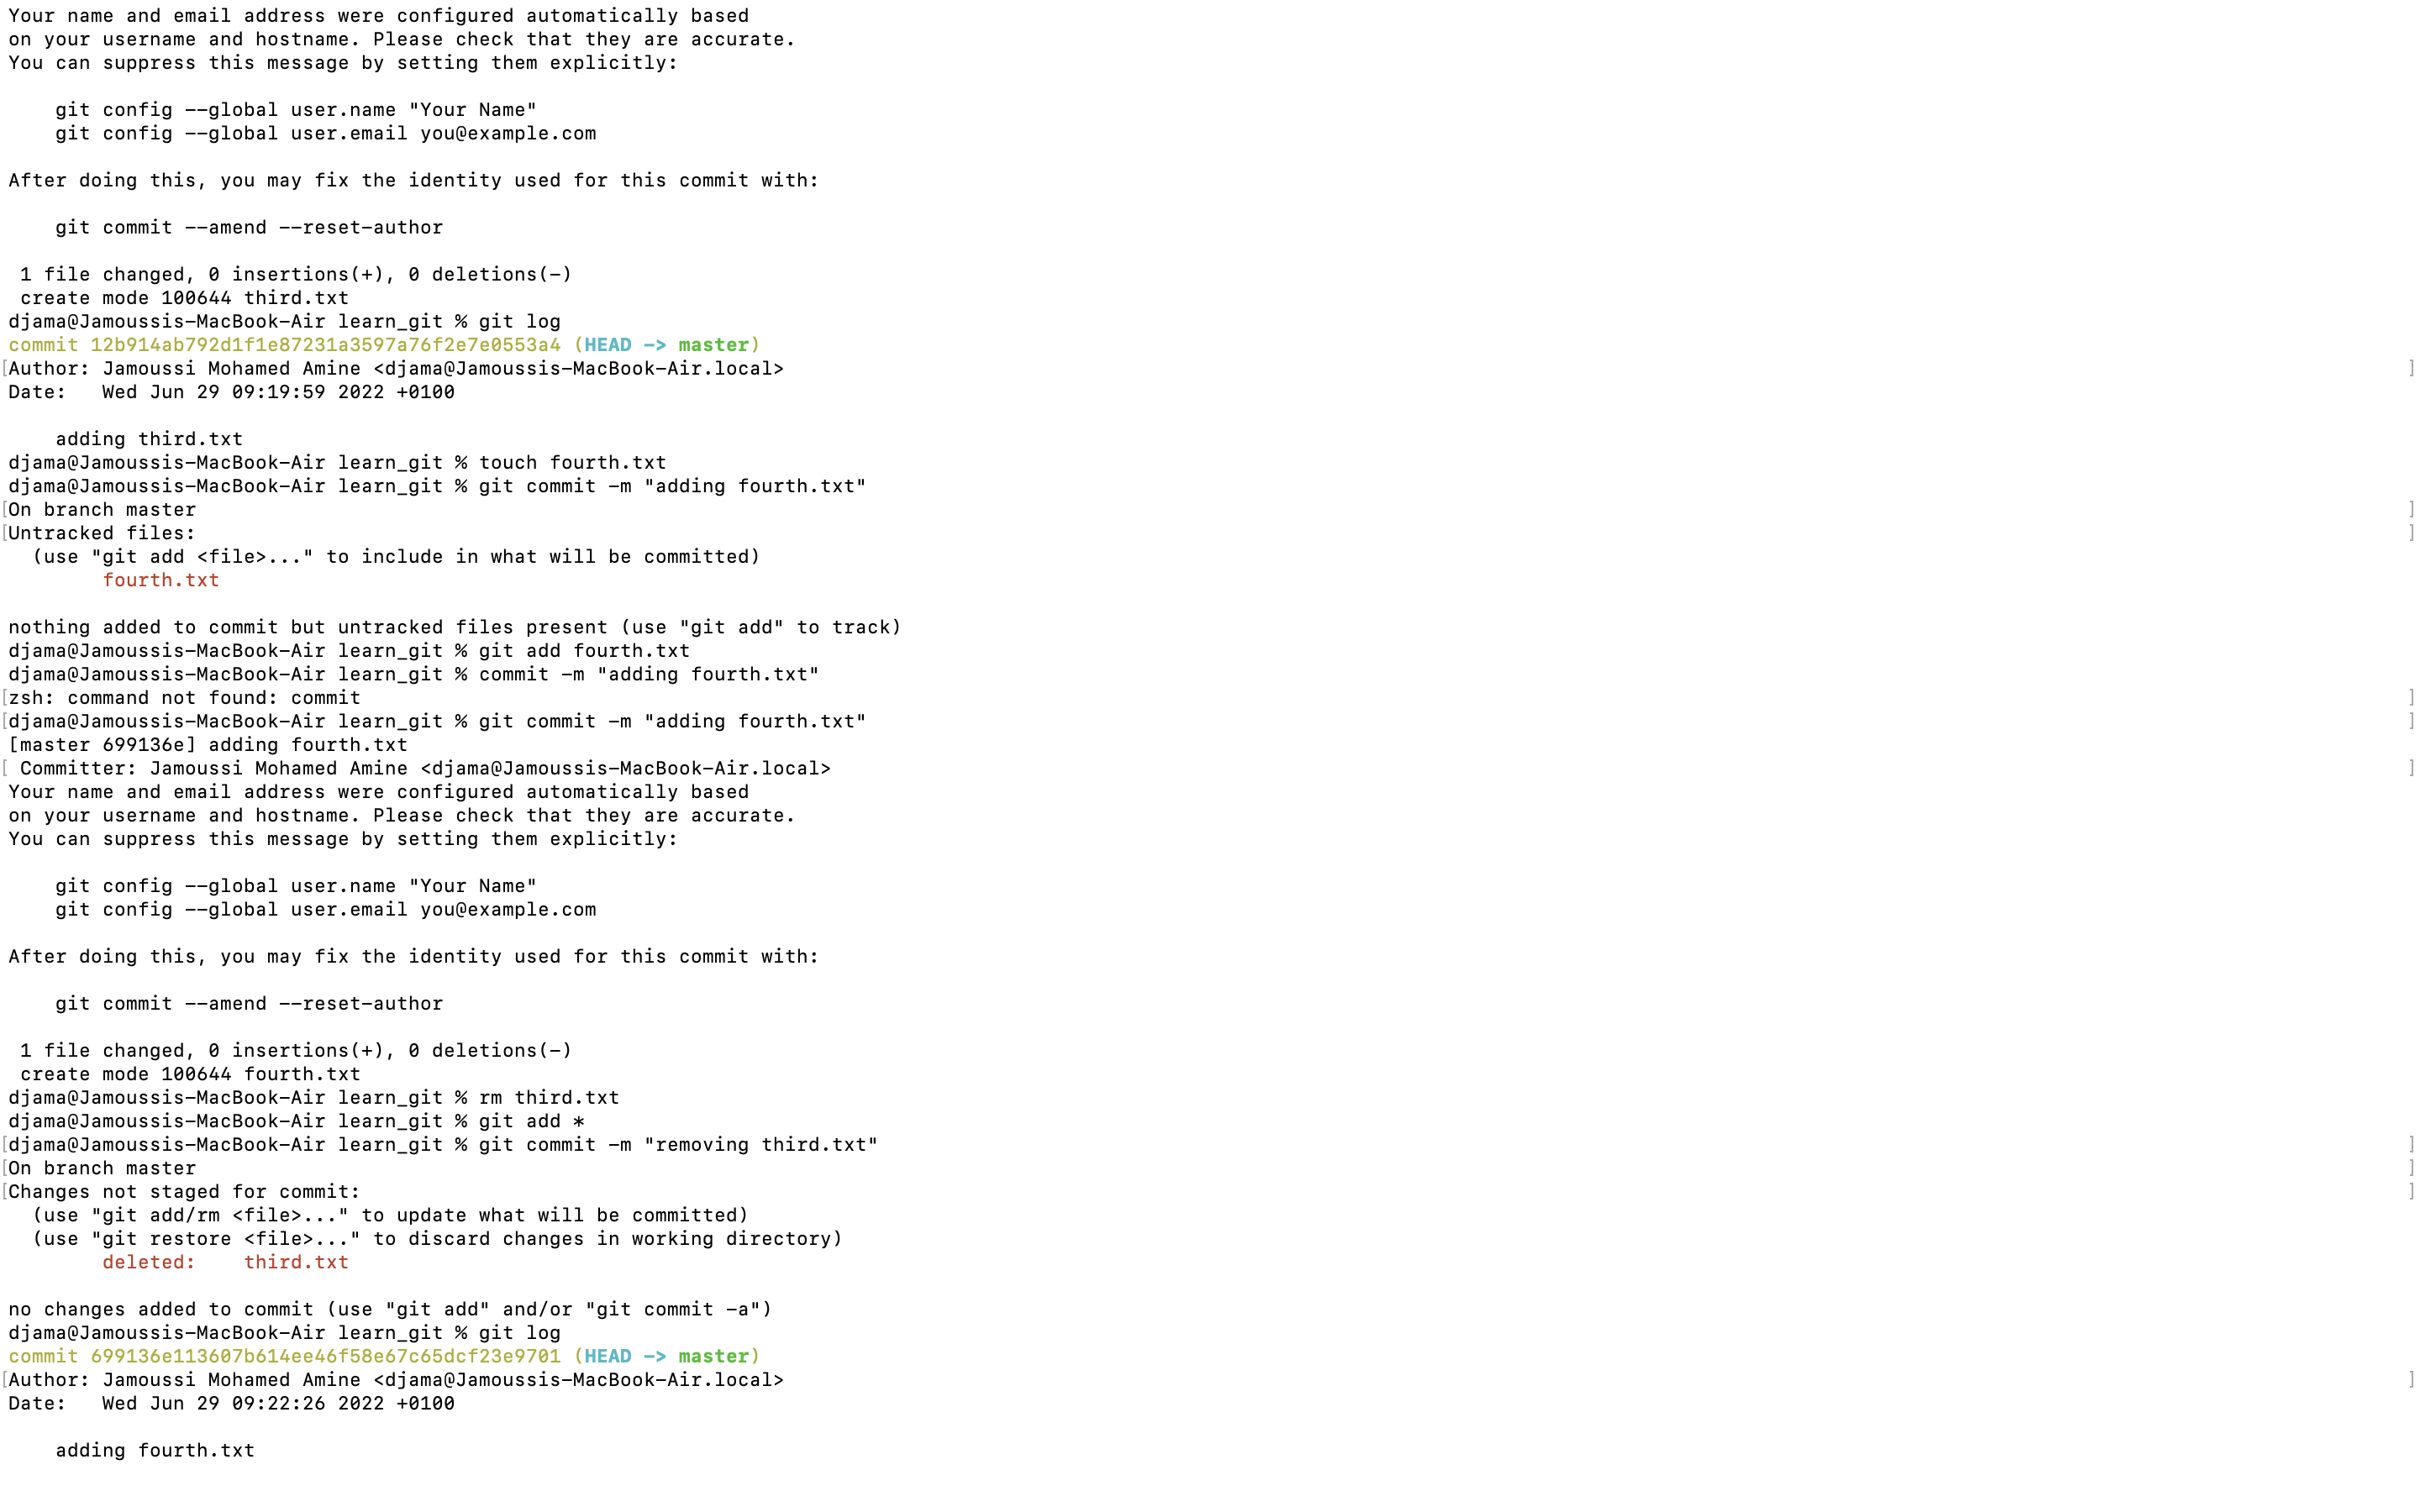 Your name and email address were configured automatically based
on your username and hostname. Please check that they are accurate.
You can suppress this message by setting them explicitly:

    git config --global user.name "Your Name"
    git config --global user.email you@example.com

After doing this, you may fix the identity used for this commit with:

    git commit --amend --reset-author

 1 file changed, 0 insertions(+), 0 deletions(-)
 create mode 100644 third.txt
djama@Jamoussis-MacBook-Air learn_git % git log
commit 12b914ab792d1f1e87231a3597a76f2e7e0553a4 (HEAD -> master)
[Author: Jamoussi Mohamed Amine <djama@Jamoussis-MacBook-Air.local> ]
Date:   Wed Jun 29 09:19:59 2022 +0100

    adding third.txt
djama@Jamoussis-MacBook-Air learn_git % touch fourth.txt
djama@Jamoussis-MacBook-Air learn_git % git commit -m "adding fourth.txt"
[On branch master ]
[Untracked files: ]
  (use "git add <file>..." to include in what will be committed)
        fourth.txt

nothing added to commit but untracked files present (use "git add" to track)
djama@Jamoussis-MacBook-Air learn_git % git add fourth.txt
djama@Jamoussis-MacBook-Air learn_git % commit -m "adding fourth.txt"
[zsh: command not found: commit ]
[djama@Jamoussis-MacBook-Air learn_git % git commit -m "adding fourth.txt" ]
[master 699136e] adding fourth.txt
[ Committer: Jamoussi Mohamed Amine <djama@Jamoussis-MacBook-Air.local> ]
Your name and email address were configured automatically based
on your username and hostname. Please check that they are accurate.
You can suppress this message by setting them explicitly:

    git config --global user.name "Your Name"
    git config --global user.email you@example.com

After doing this, you may fix the identity used for this commit with:

    git commit --amend --reset-author

 1 file changed, 0 insertions(+), 0 deletions(-)
 create mode 100644 fourth.txt
djama@Jamoussis-MacBook-Air learn_git % rm third.txt
djama@Jamoussis-MacBook-Air learn_git % git add *
[djama@Jamoussis-MacBook-Air learn_git % git commit -m "removing third.txt" ]
[On branch master ]
[Changes not staged for commit: ]
  (use "git add/rm <file>..." to update what will be committed)
  (use "git restore <file>..." to discard changes in working directory)
        deleted:    third.txt

no changes added to commit (use "git add" and/or "git commit -a")
djama@Jamoussis-MacBook-Air learn_git % git log
commit 699136e113607b614ee46f58e67c65dcf23e9701 (HEAD -> master)
[Author: Jamoussi Mohamed Amine <djama@Jamoussis-MacBook-Air.local> ]
Date:   Wed Jun 29 09:22:26 2022 +0100

    adding fourth.txt